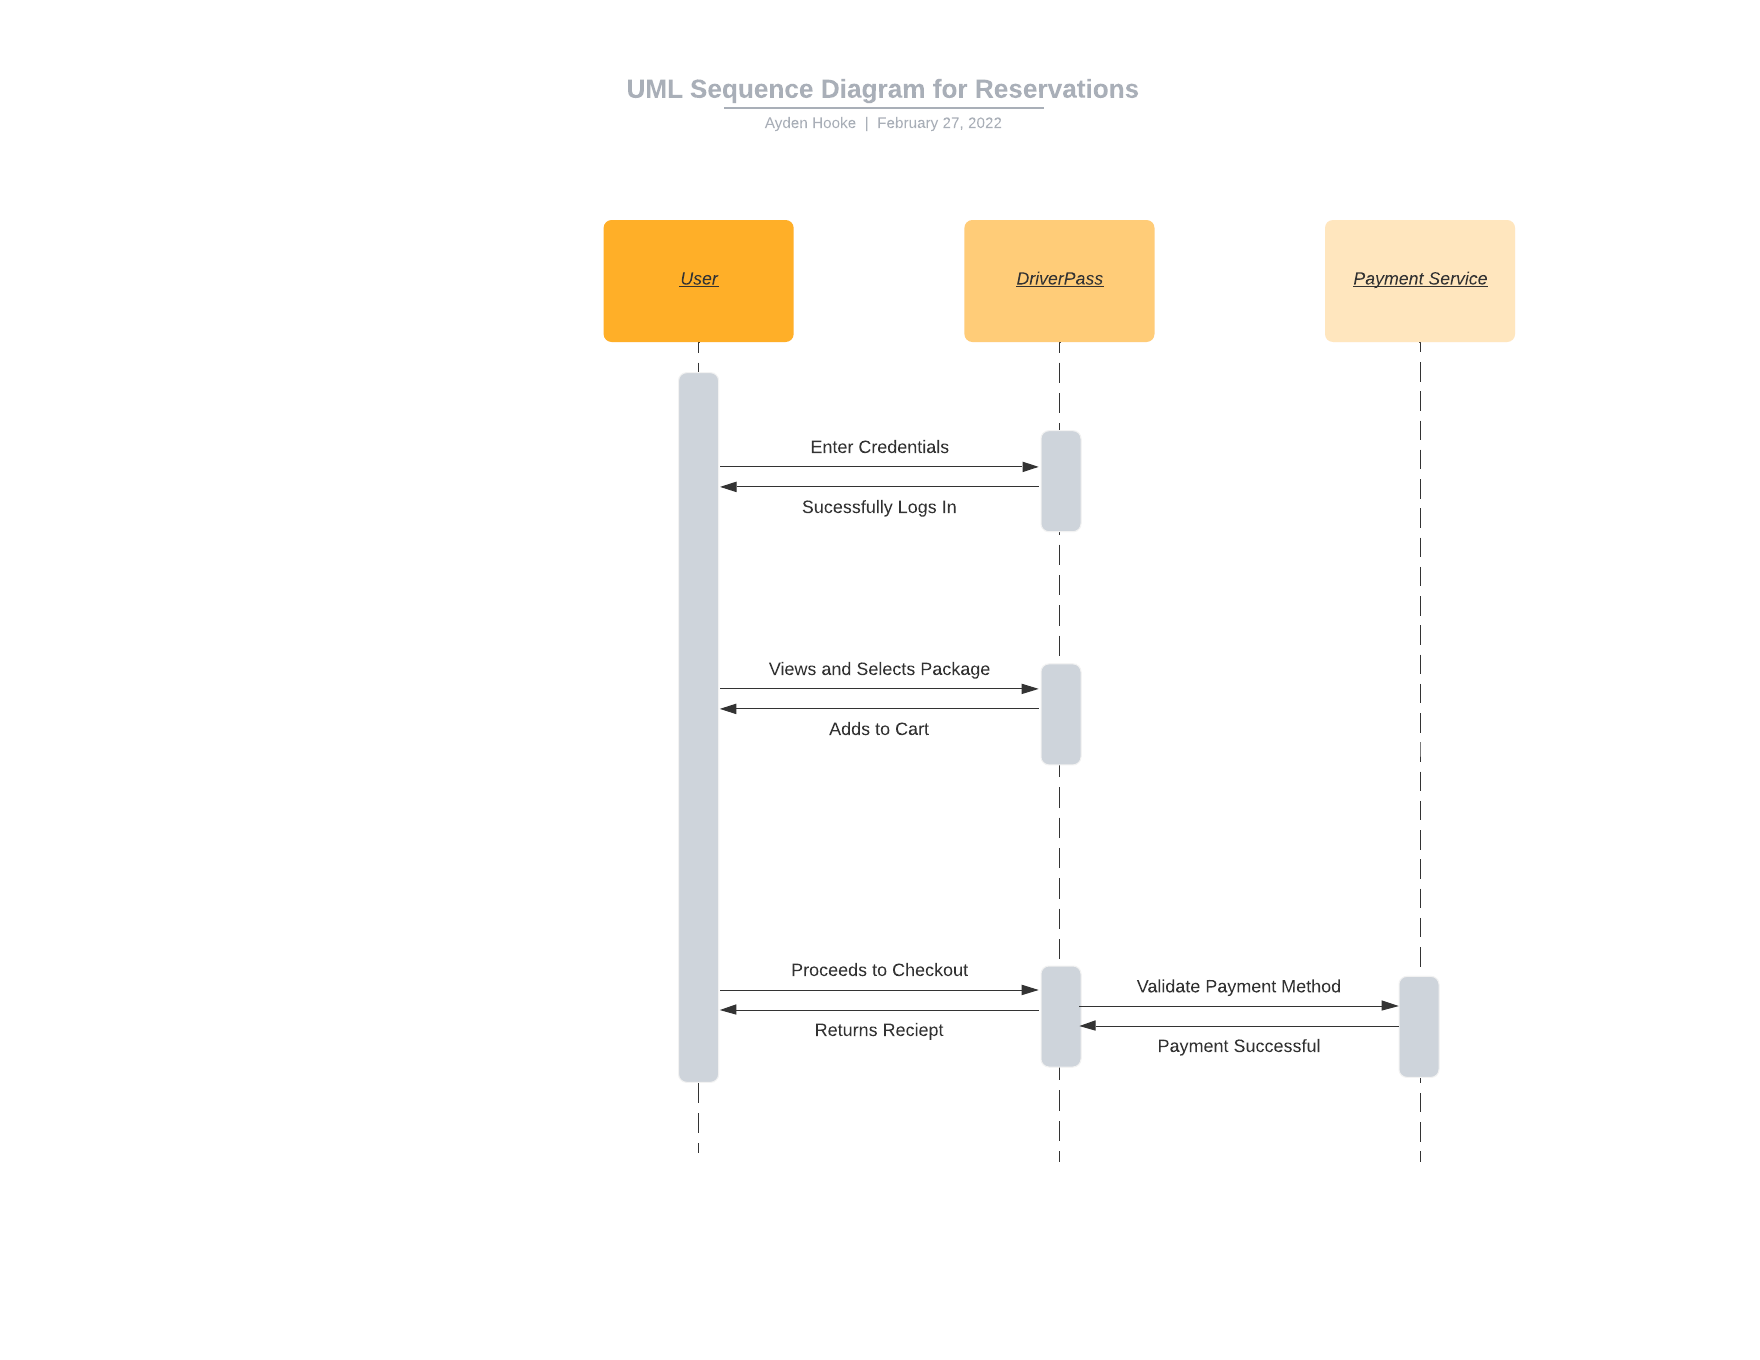 UML Sequence Diagram for Reservations
Ayden Hooke | February 27, 2022
User
DriverPass
Payment Service
Enter Credentials
Sucessfully Logs In
Views and Selects Package
Adds to Cart
Proceeds to Checkout
Validate Payment Method
Returns Reciept
Payment Successful